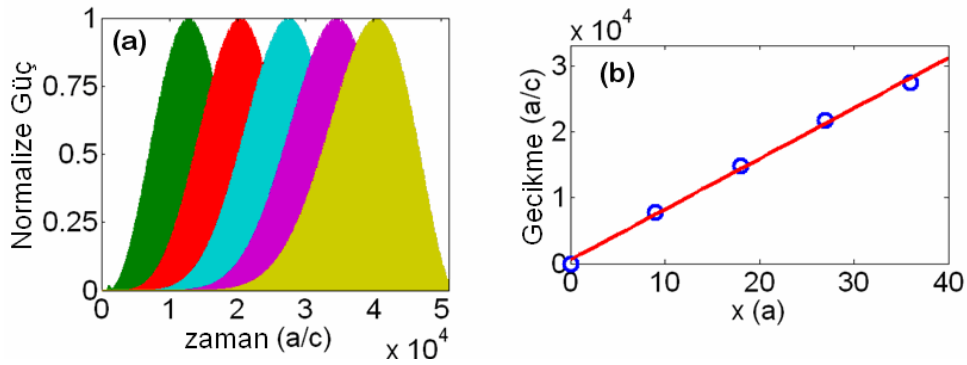 (a)
Normalize Güç
1
0.75
0.5
0.25
0
0 1 2 3 4 5
zaman (a/c)
x 10^4
x 10^4
(b)
Gecikme (a/c)
3
2
1
0
0 10 20 30 40
x (a)